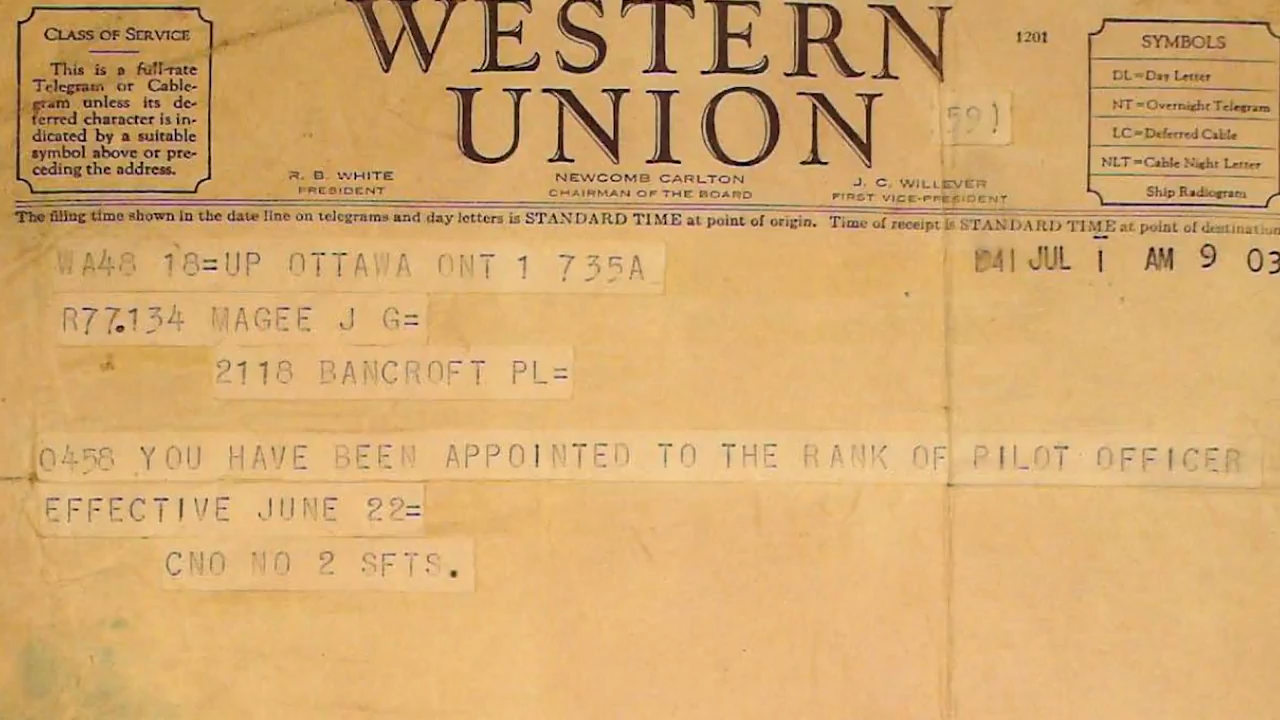 CLASS OF SERVICE
This is a full-rate
Telegram or Cable-
gram unless its de-
ferred character is in-
dicated by a suitable
symbol above or pre-
ceding the address.
WESTERN
UNION
1201
591
R. B. WHITE
PRESIDENT
NEWCOMB CARLTON
CHAIRMAN OF THE BOARD
J. C. WILLEVER
FIRST VICE-PRESIDENT
SYMBOLS
DL=Day Letter
NT=Overnight Telegram
LC=Deferred Cable
NLT=Cable Night Letter
Ship Radiogram
The filing time shown in the date line on telegrams and day letters is STANDARD TIME at point of origin. Time of receipt is STANDARD TIME at point of destination
WA48 18=UP OTTAWA ONT 1 735A
1941 JUL 1 AM 9 03
R77.134 MAGEE J G=
2118 BANCROFT PL=
0458 YOU HAVE BEEN APPOINTED TO THE RANK OF PILOT OFFICER
EFFECTIVE JUNE 22=
CNO NO 2 SFTS.